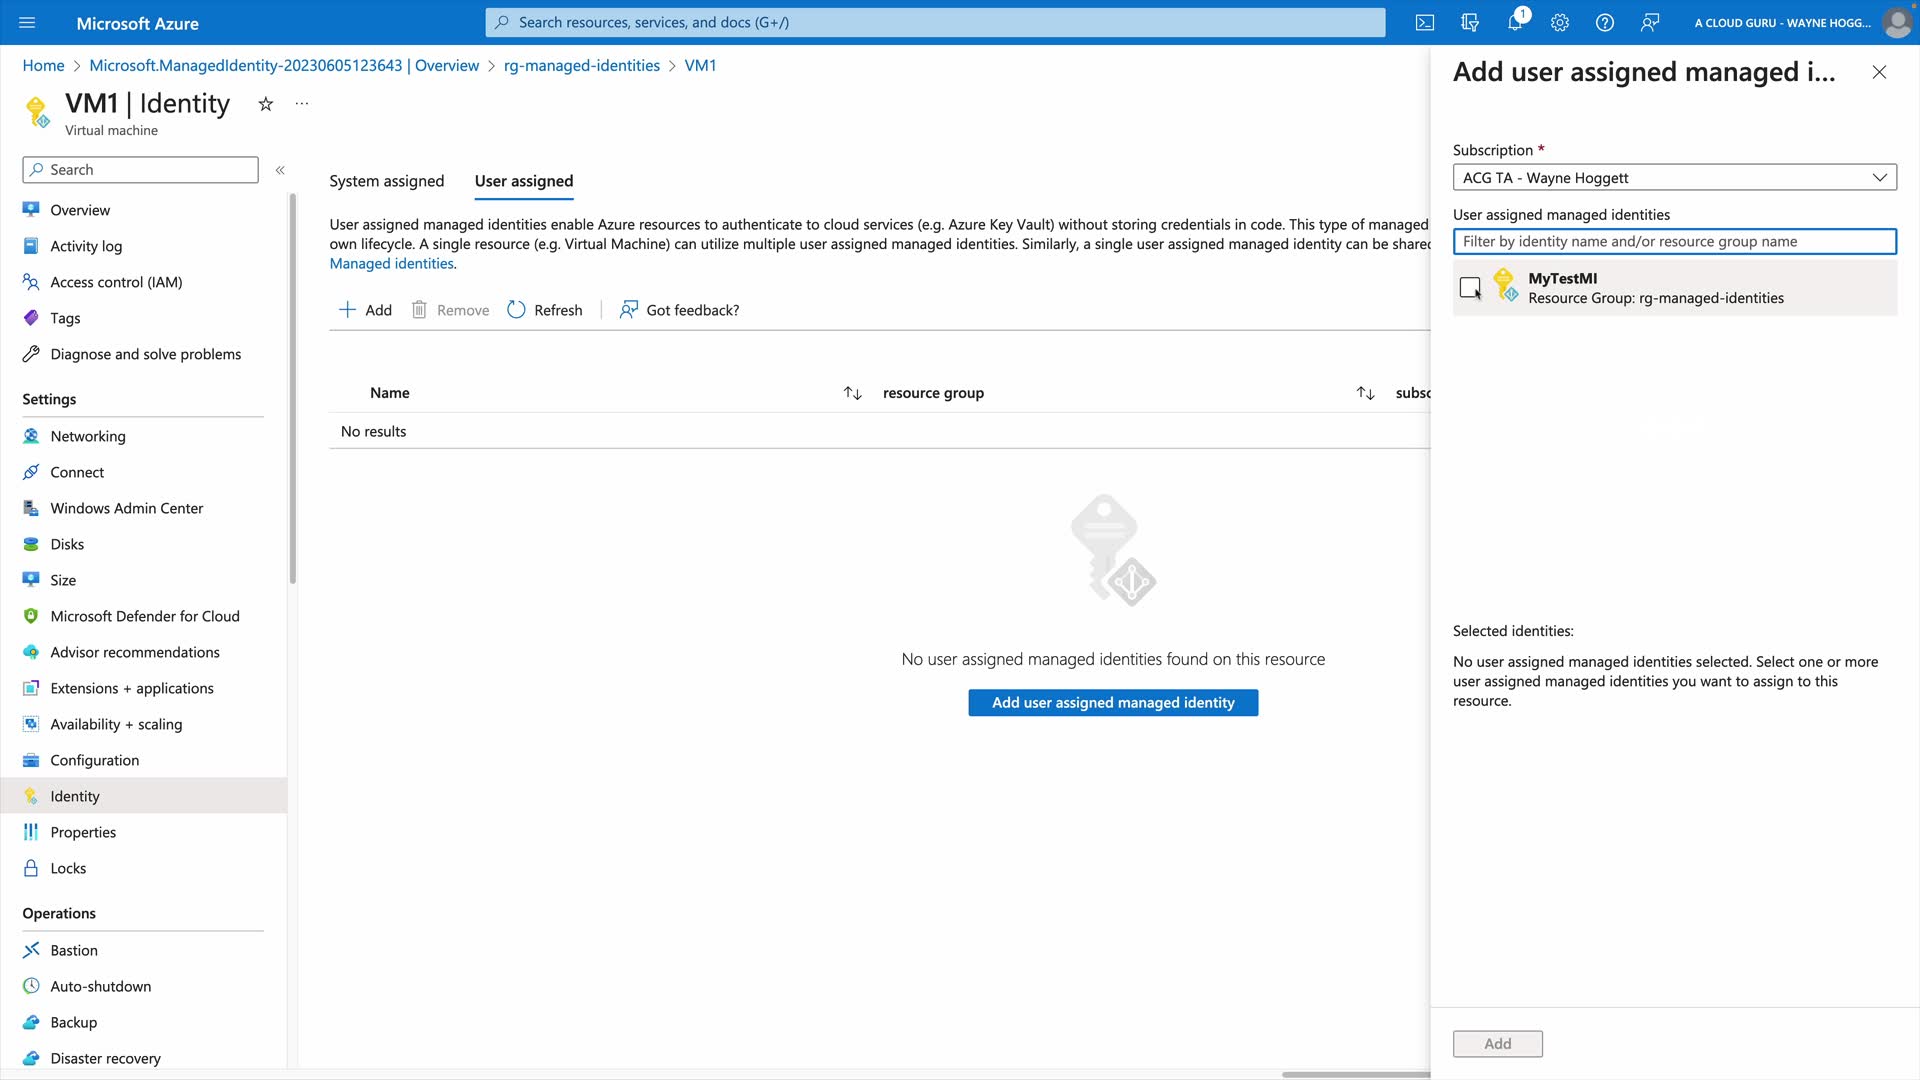 Microsoft Azure
Search resources, services, and docs (G+/)
1
A CLOUD GURU - WAYNE HOGG...
Home > Microsoft.ManagedIdentity-20230605123643 | Overview > rg-managed-identities > VM1
VM1 | Identity
...
Virtual machine
Search
Overview
Activity log
Access control (IAM)
Tags
Diagnose and solve problems
Settings
Networking
Connect
Windows Admin Center
Disks
Size
Microsoft Defender for Cloud
Advisor recommendations
Extensions + applications
Availability + scaling
Configuration
Identity
Properties
Locks
Operations
Bastion
Auto-shutdown
Backup
Disaster recovery
System assigned
User assigned
User assigned managed identities enable Azure resources to authenticate to cloud services (e.g. Azure Key Vault) without storing credentials in code. This type of managed
own lifecycle. A single resource (e.g. Virtual Machine) can utilize multiple user assigned managed identities. Similarly, a single user assigned managed identity can be shared
Managed identities.
Add
Remove
Refresh
Got feedback?
Name
resource group
subsc
No results
No user assigned managed identities found on this resource
Add user assigned managed identity
Add user assigned managed i...
Subscription *
ACG TA - Wayne Hoggett
User assigned managed identities
Filter by identity name and/or resource group name
MyTestMI
Resource Group: rg-managed-identities
Selected identities:
No user assigned managed identities selected. Select one or more
user assigned managed identities you want to assign to this
resource.
Add